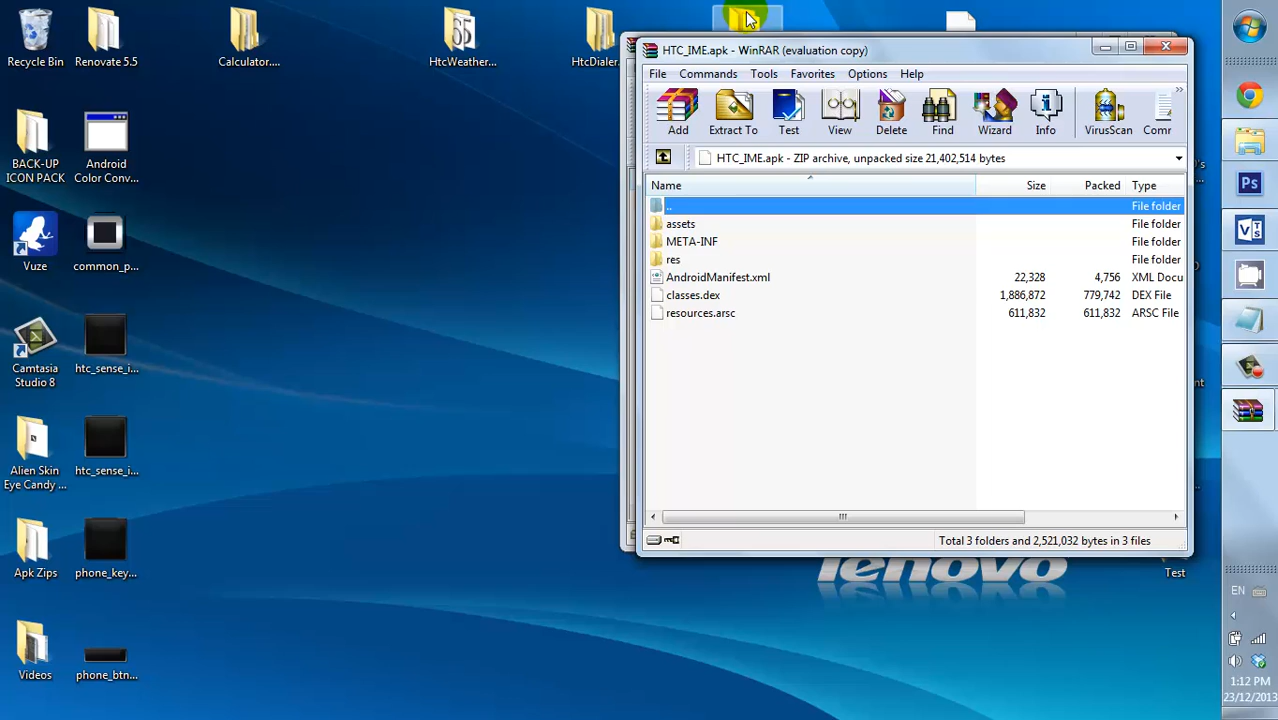 Recycle Bin
Renovate 5.5
Calculator....
HtcWeather...
HtcDialer.
65
BACK-UP
ICON PACK
Android
Color Conv...
Vuze
common_p...
Camtasia
Studio 8
htc_sense_i...
Alien Skin
Eye Candy ...
htc_sense_i...
Apk Zips
phone_key...
Videos
phone_btn...
HTC_IME.apk - WinRAR (evaluation copy)
File Commands Tools Favorites Options Help
Add Extract To Test View Delete Find Wizard Info VirusScan Comr
HTC_IME.apk - ZIP archive, unpacked size 21,402,514 bytes
Name Size Packed Type
.. File folder
assets File folder
META-INF File folder
res File folder
AndroidManifest.xml 22,328 4,756 XML Docu
classes.dex 1,886,872 779,742 DEX File
resources.arsc 611,832 611,832 ARSC File
Total 3 folders and 2,521,032 bytes in 3 files
lenovo
Test
Ps
EN
1:12 PM
23/12/2013